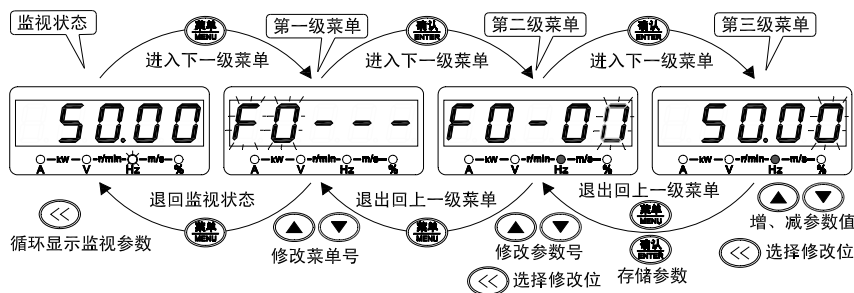 监视状态
菜单
MENU
第一级菜单
确认
ENTER
第二级菜单
确认
ENTER
第三级菜单
进入下一级菜单
进入下一级菜单
进入下一级菜单
50.00
F0---
F0-00
50.00
A kW V r/min Hz m/s %
A kW V r/min Hz m/s %
A kW V r/min Hz m/s %
A kW V r/min Hz m/s %
<<
循环显示监视参数
退回监视状态
菜单
MENU
▲ ▼
修改菜单号
退出回上一级菜单
菜单
MENU
▲ ▼
修改参数号
<< 选择修改位
退出回上一级菜单
菜单
MENU
确认
ENTER
存储参数
▲ ▼
增、减参数值
<< 选择修改位